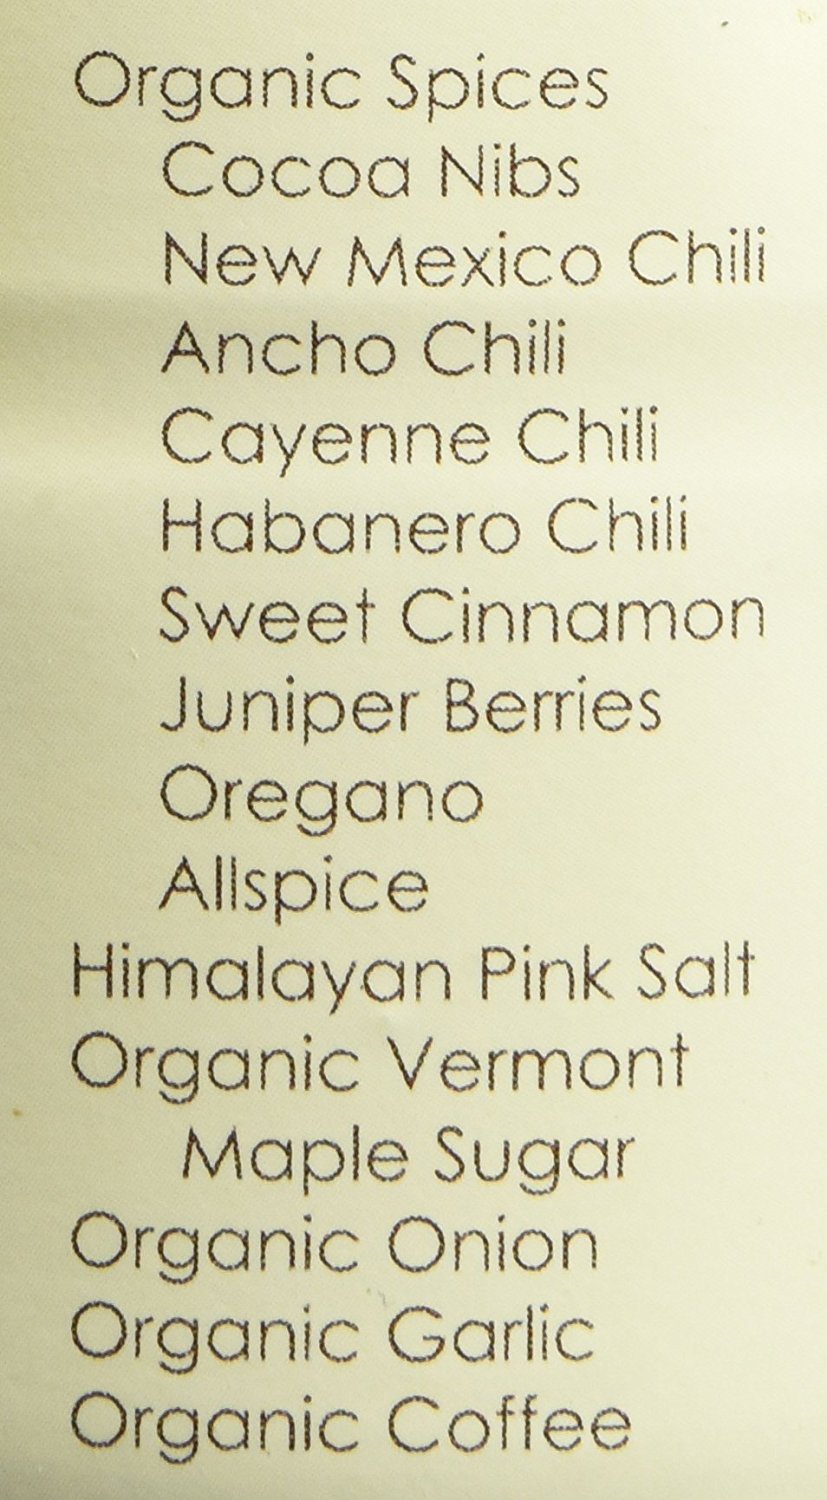 Organic Spices
Cocoa Nibs
New Mexico Chili
Ancho Chili
Cayenne Chili
Habanero Chili
Sweet Cinnamon
Juniper Berries
Oregano
Allspice
Himalayan Pink Salt
Organic Vermont
Maple Sugar
Organic Onion
Organic Garlic
Organic Coffee